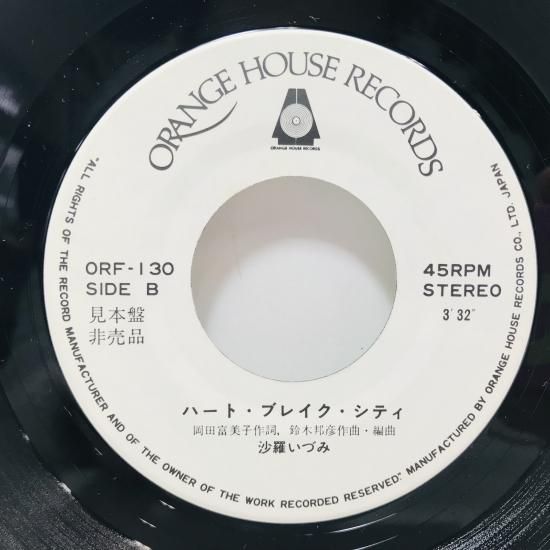 ORANGE HOUSE RECORDS
ORANGE HOUSE RECORDS
ORF-130
SIDE B
見本盤
非売品
45RPM
STEREO
3′32″
ハート・ブレイク・シティ
岡田富美子作詞, 鈴木邦彦作曲・編曲
沙羅いづみ
"ALL RIGHTS OF THE RECORD MANUFACTURER AND OF THE OWNER OF THE WORK RECORDED RESERVED." MANUFACTURED BY ORANGE HOUSE RECORDS CO., LTD. JAPAN